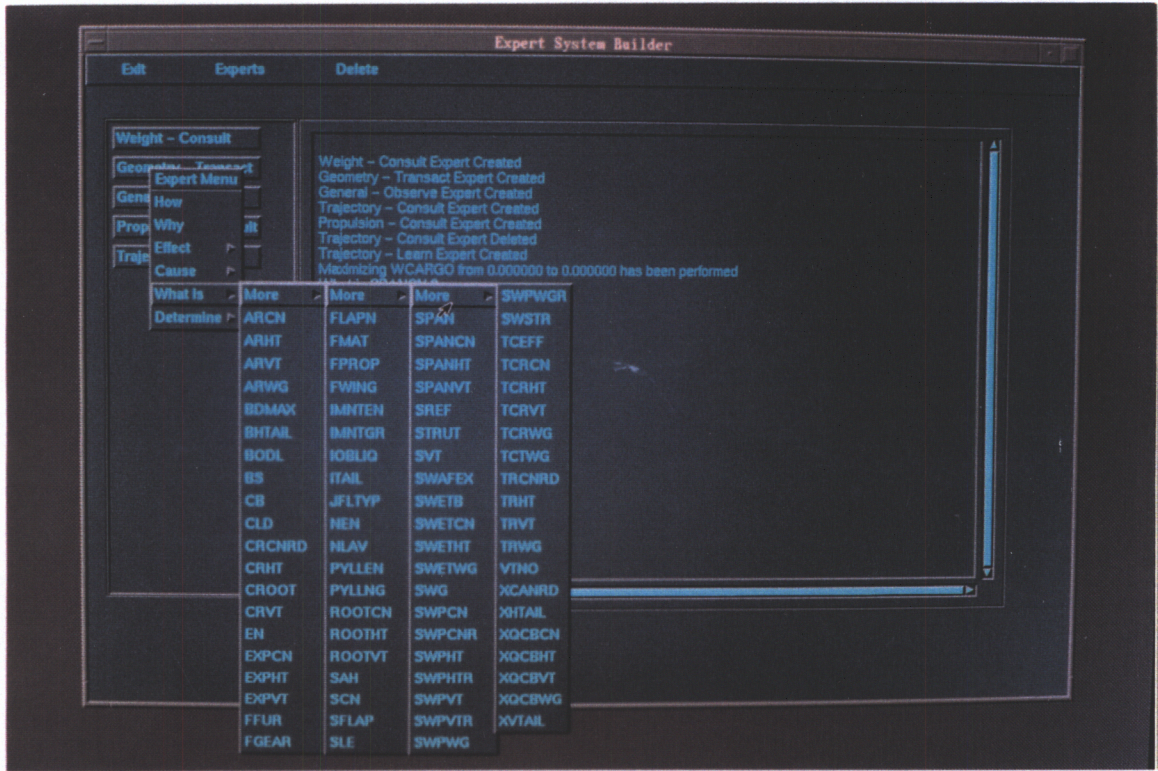 Expert System Builder
Exit Experts Delete
Weight – Consult
Geometry – Transact
Expert Menu
How
Why
Effect
Cause
What is
Determine
Weight – Consult Expert Created
Geometry – Transact Expert Created
General – Observe Expert Created
Trajectory – Consult Expert Created
Propulsion – Consult Expert Created
Trajectory – Consult Expert Deleted
Trajectory – Learn Expert Created
Maximizing WCARGO from 0.000000 to 0.000000 has been performed
More
ARCN
ARHT
ARVT
ARWG
BDMAX
BHTAIL
BODL
BS
CB
CLD
CRCNRD
CRHT
CROOT
CRVT
EN
EXPCN
EXPHT
EXPVT
FFUR
FGEAR
More
FLAPN
FMAT
FPROP
FWING
IMNTEN
IMNTGR
IOBLIQ
ITAIL
JFLTYP
NEN
NLAV
PYLLEN
PYLLNG
ROOTCN
ROOTHT
ROOTVT
SAH
SCN
SFLAP
SLE
More
SPAN
SPANCN
SPANHT
SPANVT
SREF
STRUT
SVT
SWAFEX
SWETB
SWETCN
SWETHT
SWETWG
SWG
SWPCN
SWPCNR
SWPHT
SWPHTR
SWPVT
SWPVTR
SWPWG
SWPWGR
SWSTR
TCEFF
TCRCN
TCRHT
TCRVT
TCRWG
TCTWG
TRCNRD
TRHT
TRVT
TRWG
VTNO
XCANRD
XHTAIL
XQCBCN
XQCBHT
XQCBVT
XQCBWG
XVTAIL